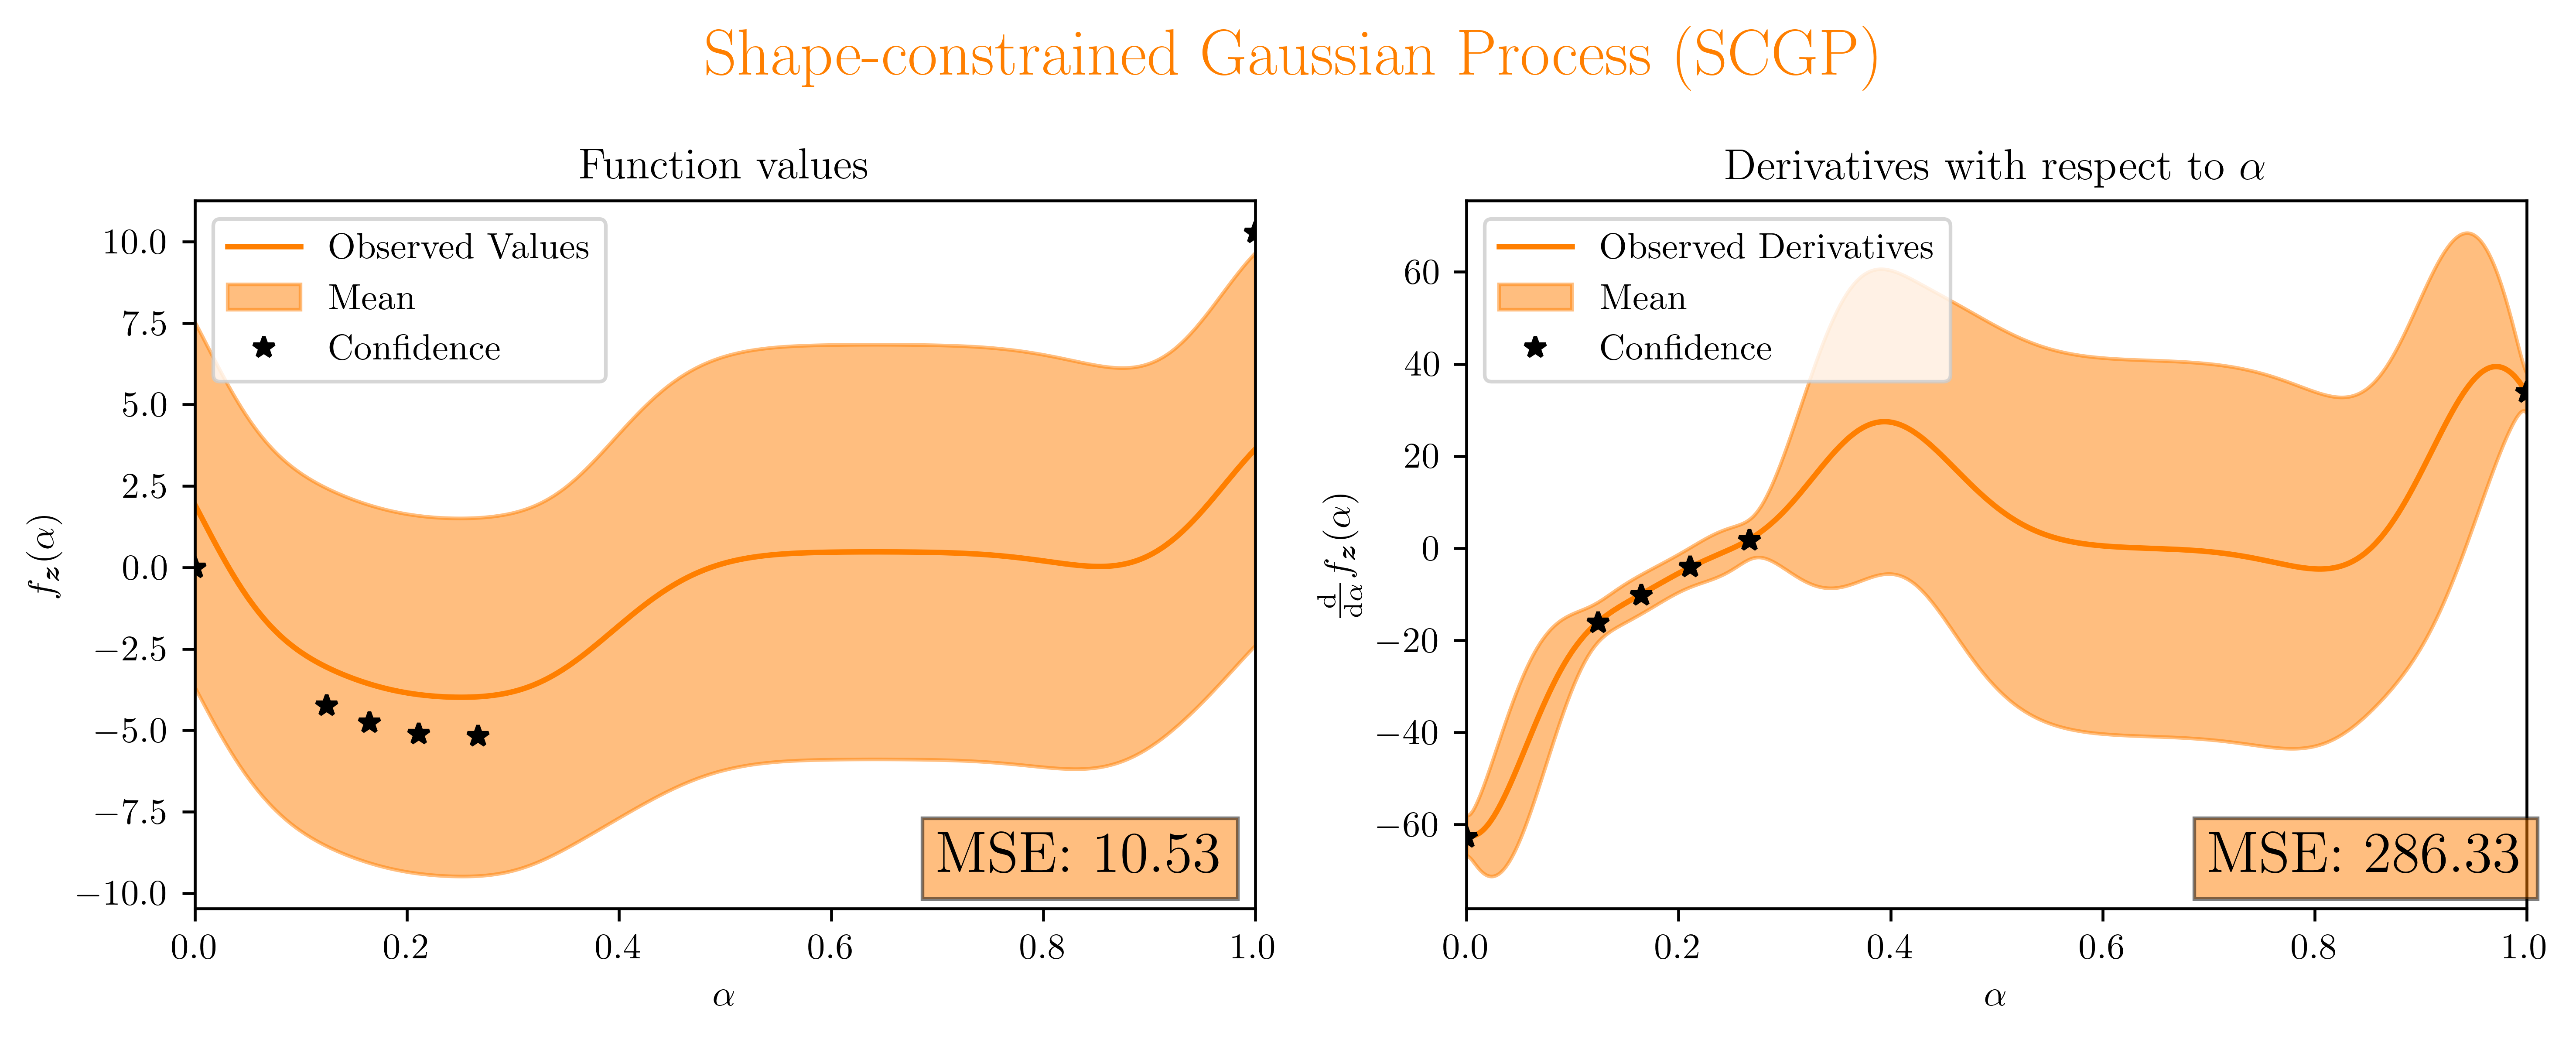 Shape-constrained Gaussian Process (SCGP)
Function values
Observed Values
Mean
Confidence
10.0
7.5
5.0
2.5
0.0
−2.5
−5.0
−7.5
−10.0
f_z(α)
MSE: 10.53
0.0 0.2 0.4 0.6 0.8 1.0
α
Derivatives with respect to α
Observed Derivatives
Mean
Confidence
60
40
20
0
−20
−40
−60
d/dα f_z(α)
MSE: 286.33
0.0 0.2 0.4 0.6 0.8 1.0
α